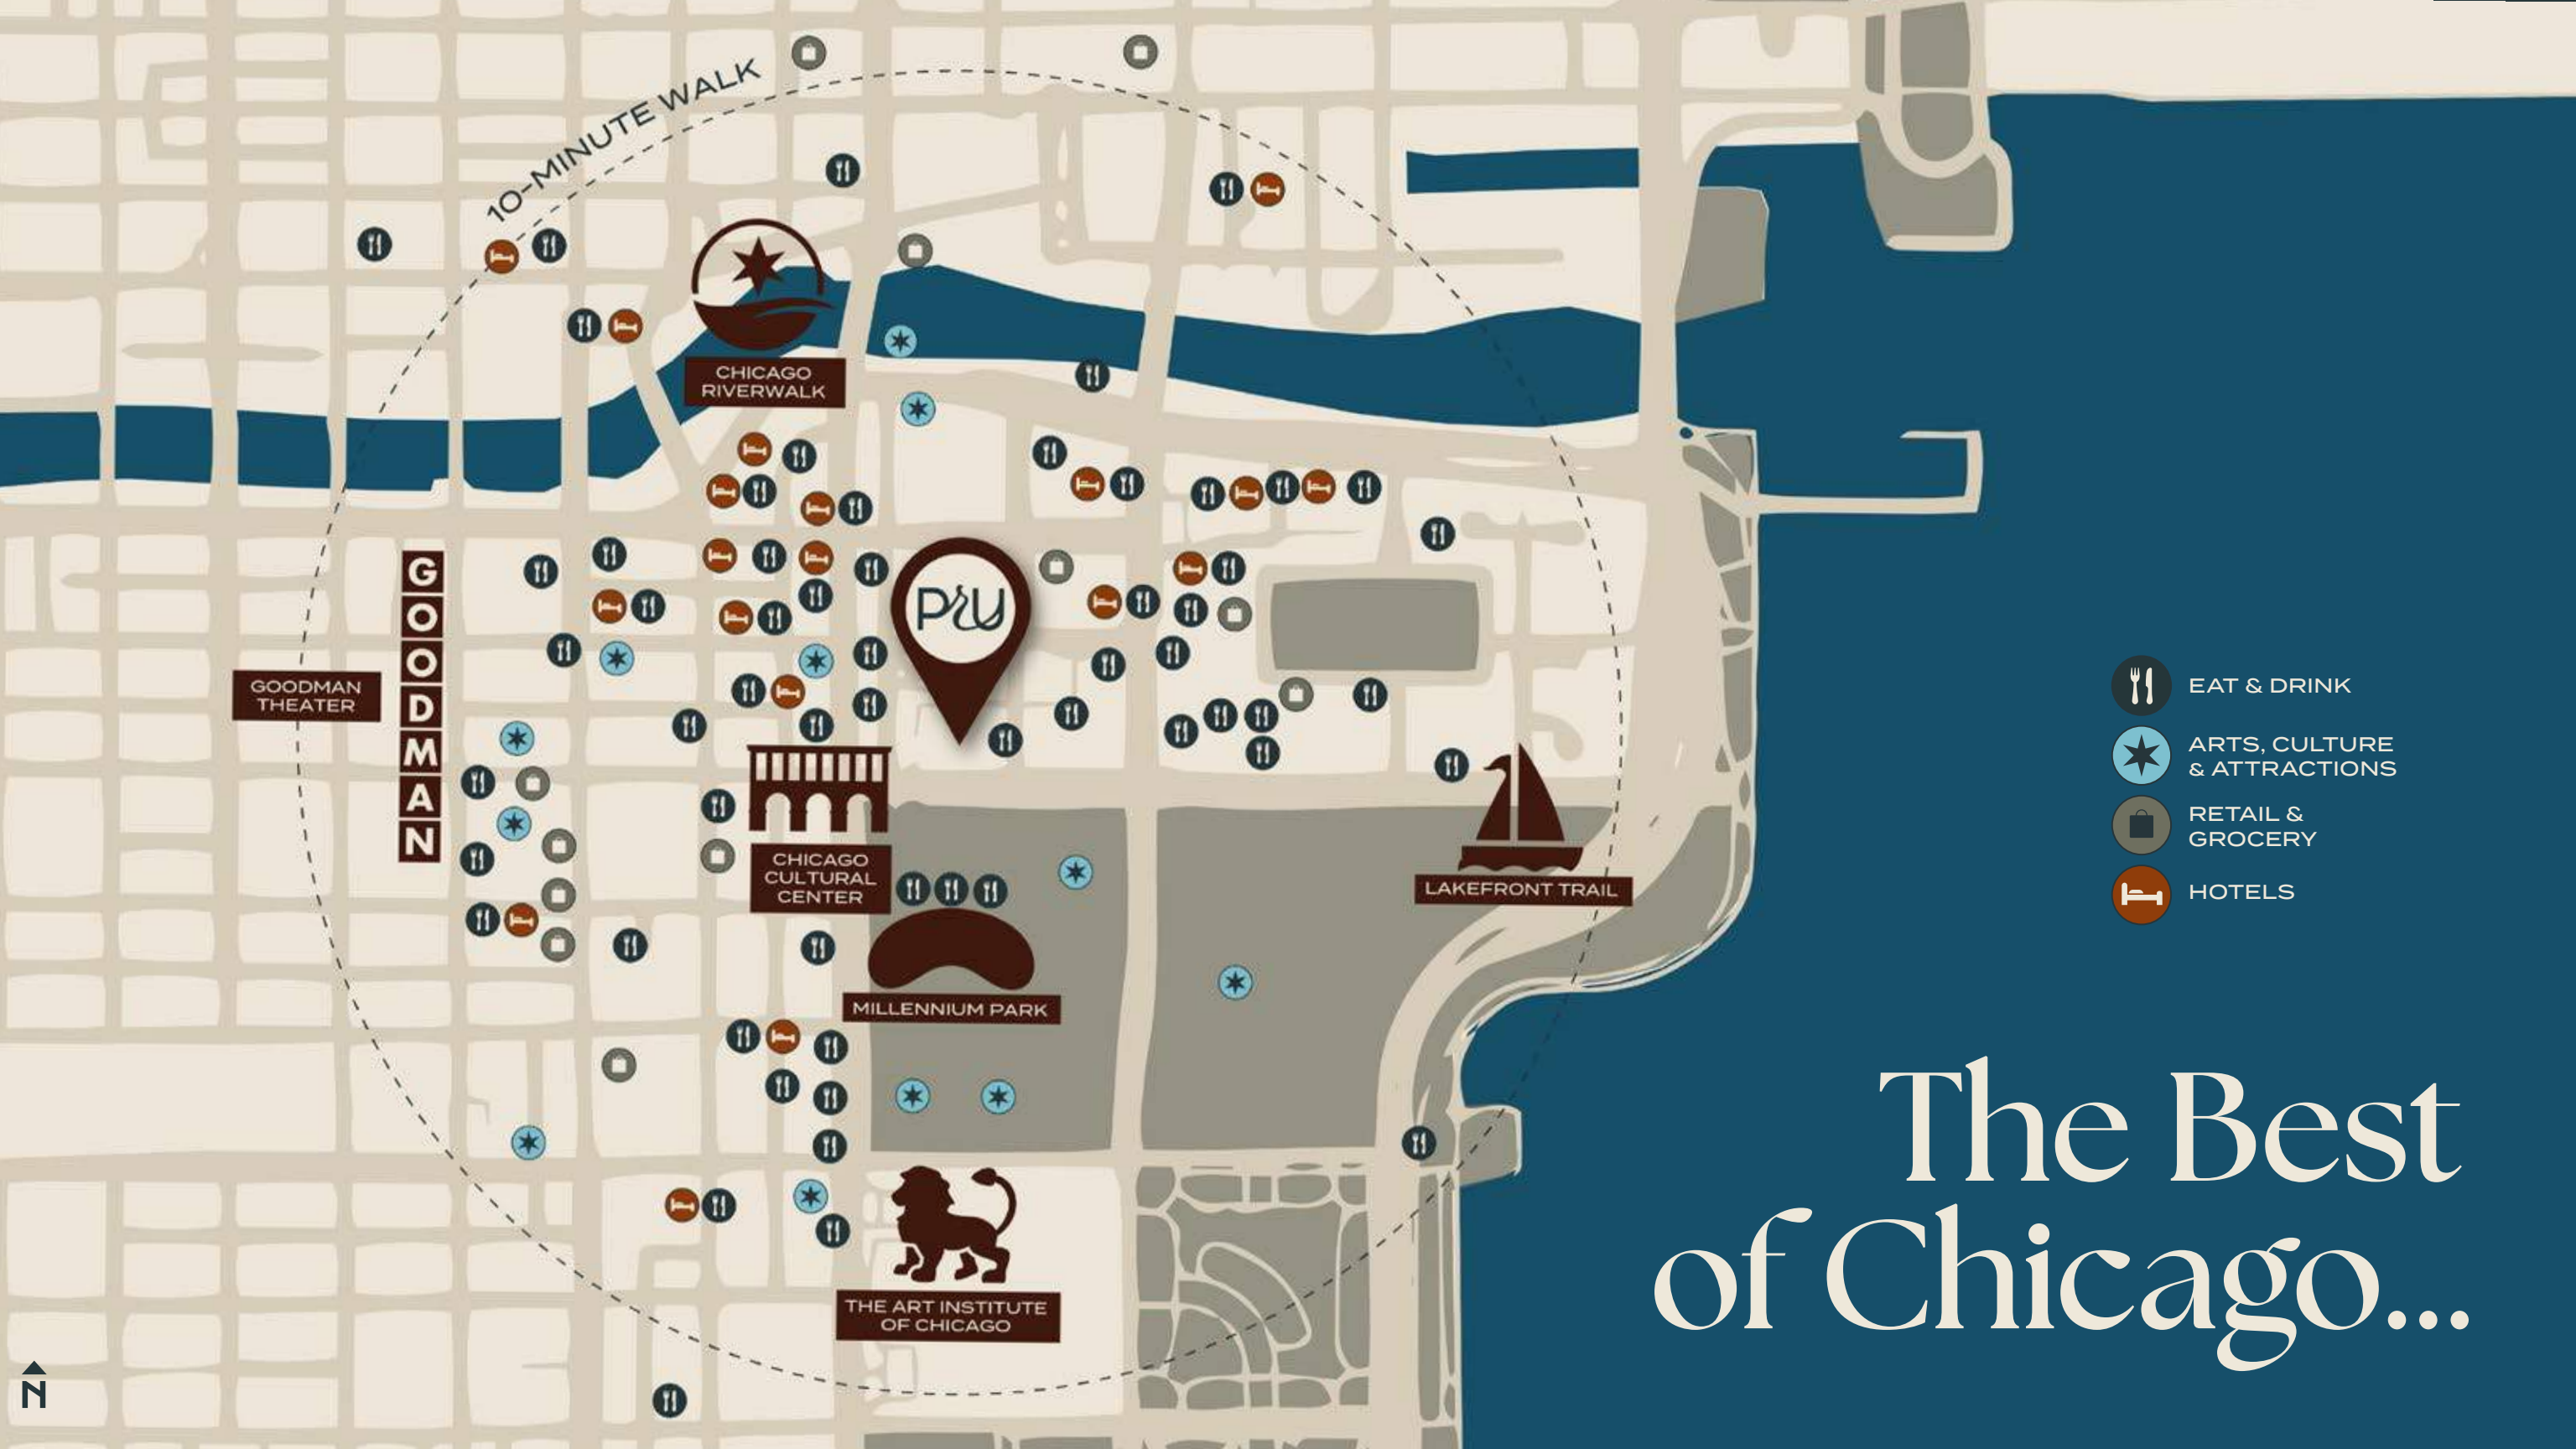 10-MINUTE WALK
CHICAGO
RIVERWALK
PRU
GOODMAN
GOODMAN
THEATER
CHICAGO
CULTURAL
CENTER
LAKEFRONT TRAIL
MILLENNIUM PARK
THE ART INSTITUTE
OF CHICAGO
EAT & DRINK
ARTS, CULTURE
& ATTRACTIONS
RETAIL &
GROCERY
HOTELS
The Best
of Chicago...
N